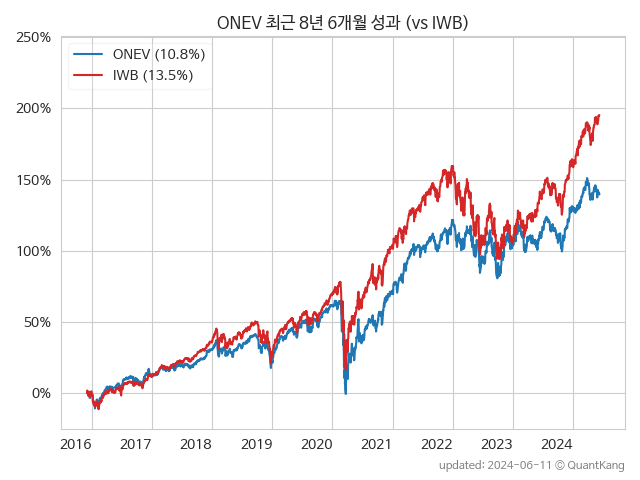 ONEV 최근 8년 6개월 성과 (vs IWB)
250%
200%
150%
100%
50%
0%
ONEV (10.8%)
IWB (13.5%)
2016 2017 2018 2019 2020 2021 2022 2023 2024
updated: 2024-06-11 © QuantKang